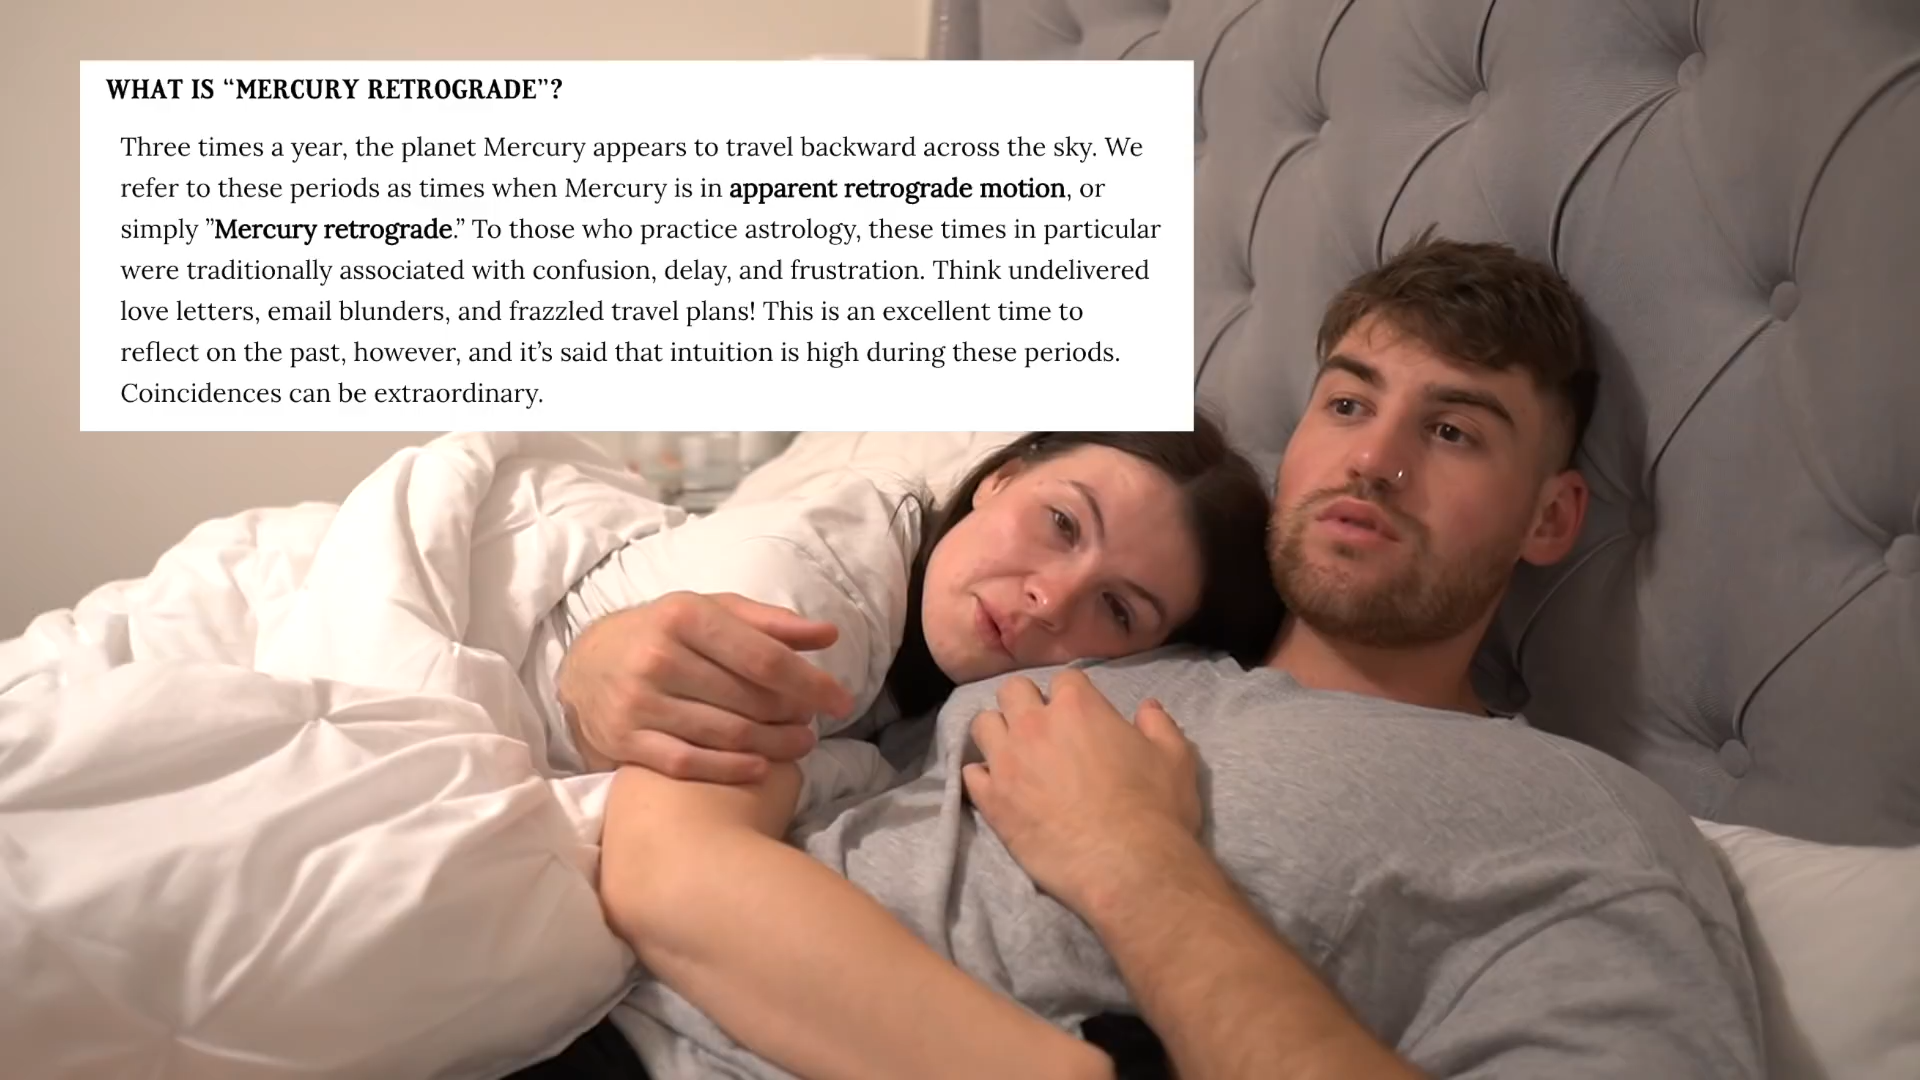 WHAT IS “MERCURY RETROGRADE”?
Three times a year, the planet Mercury appears to travel backward across the sky. We
refer to these periods as times when Mercury is in apparent retrograde motion, or
simply ”Mercury retrograde.” To those who practice astrology, these times in particular
were traditionally associated with confusion, delay, and frustration. Think undelivered
love letters, email blunders, and frazzled travel plans! This is an excellent time to
reflect on the past, however, and it’s said that intuition is high during these periods.
Coincidences can be extraordinary.